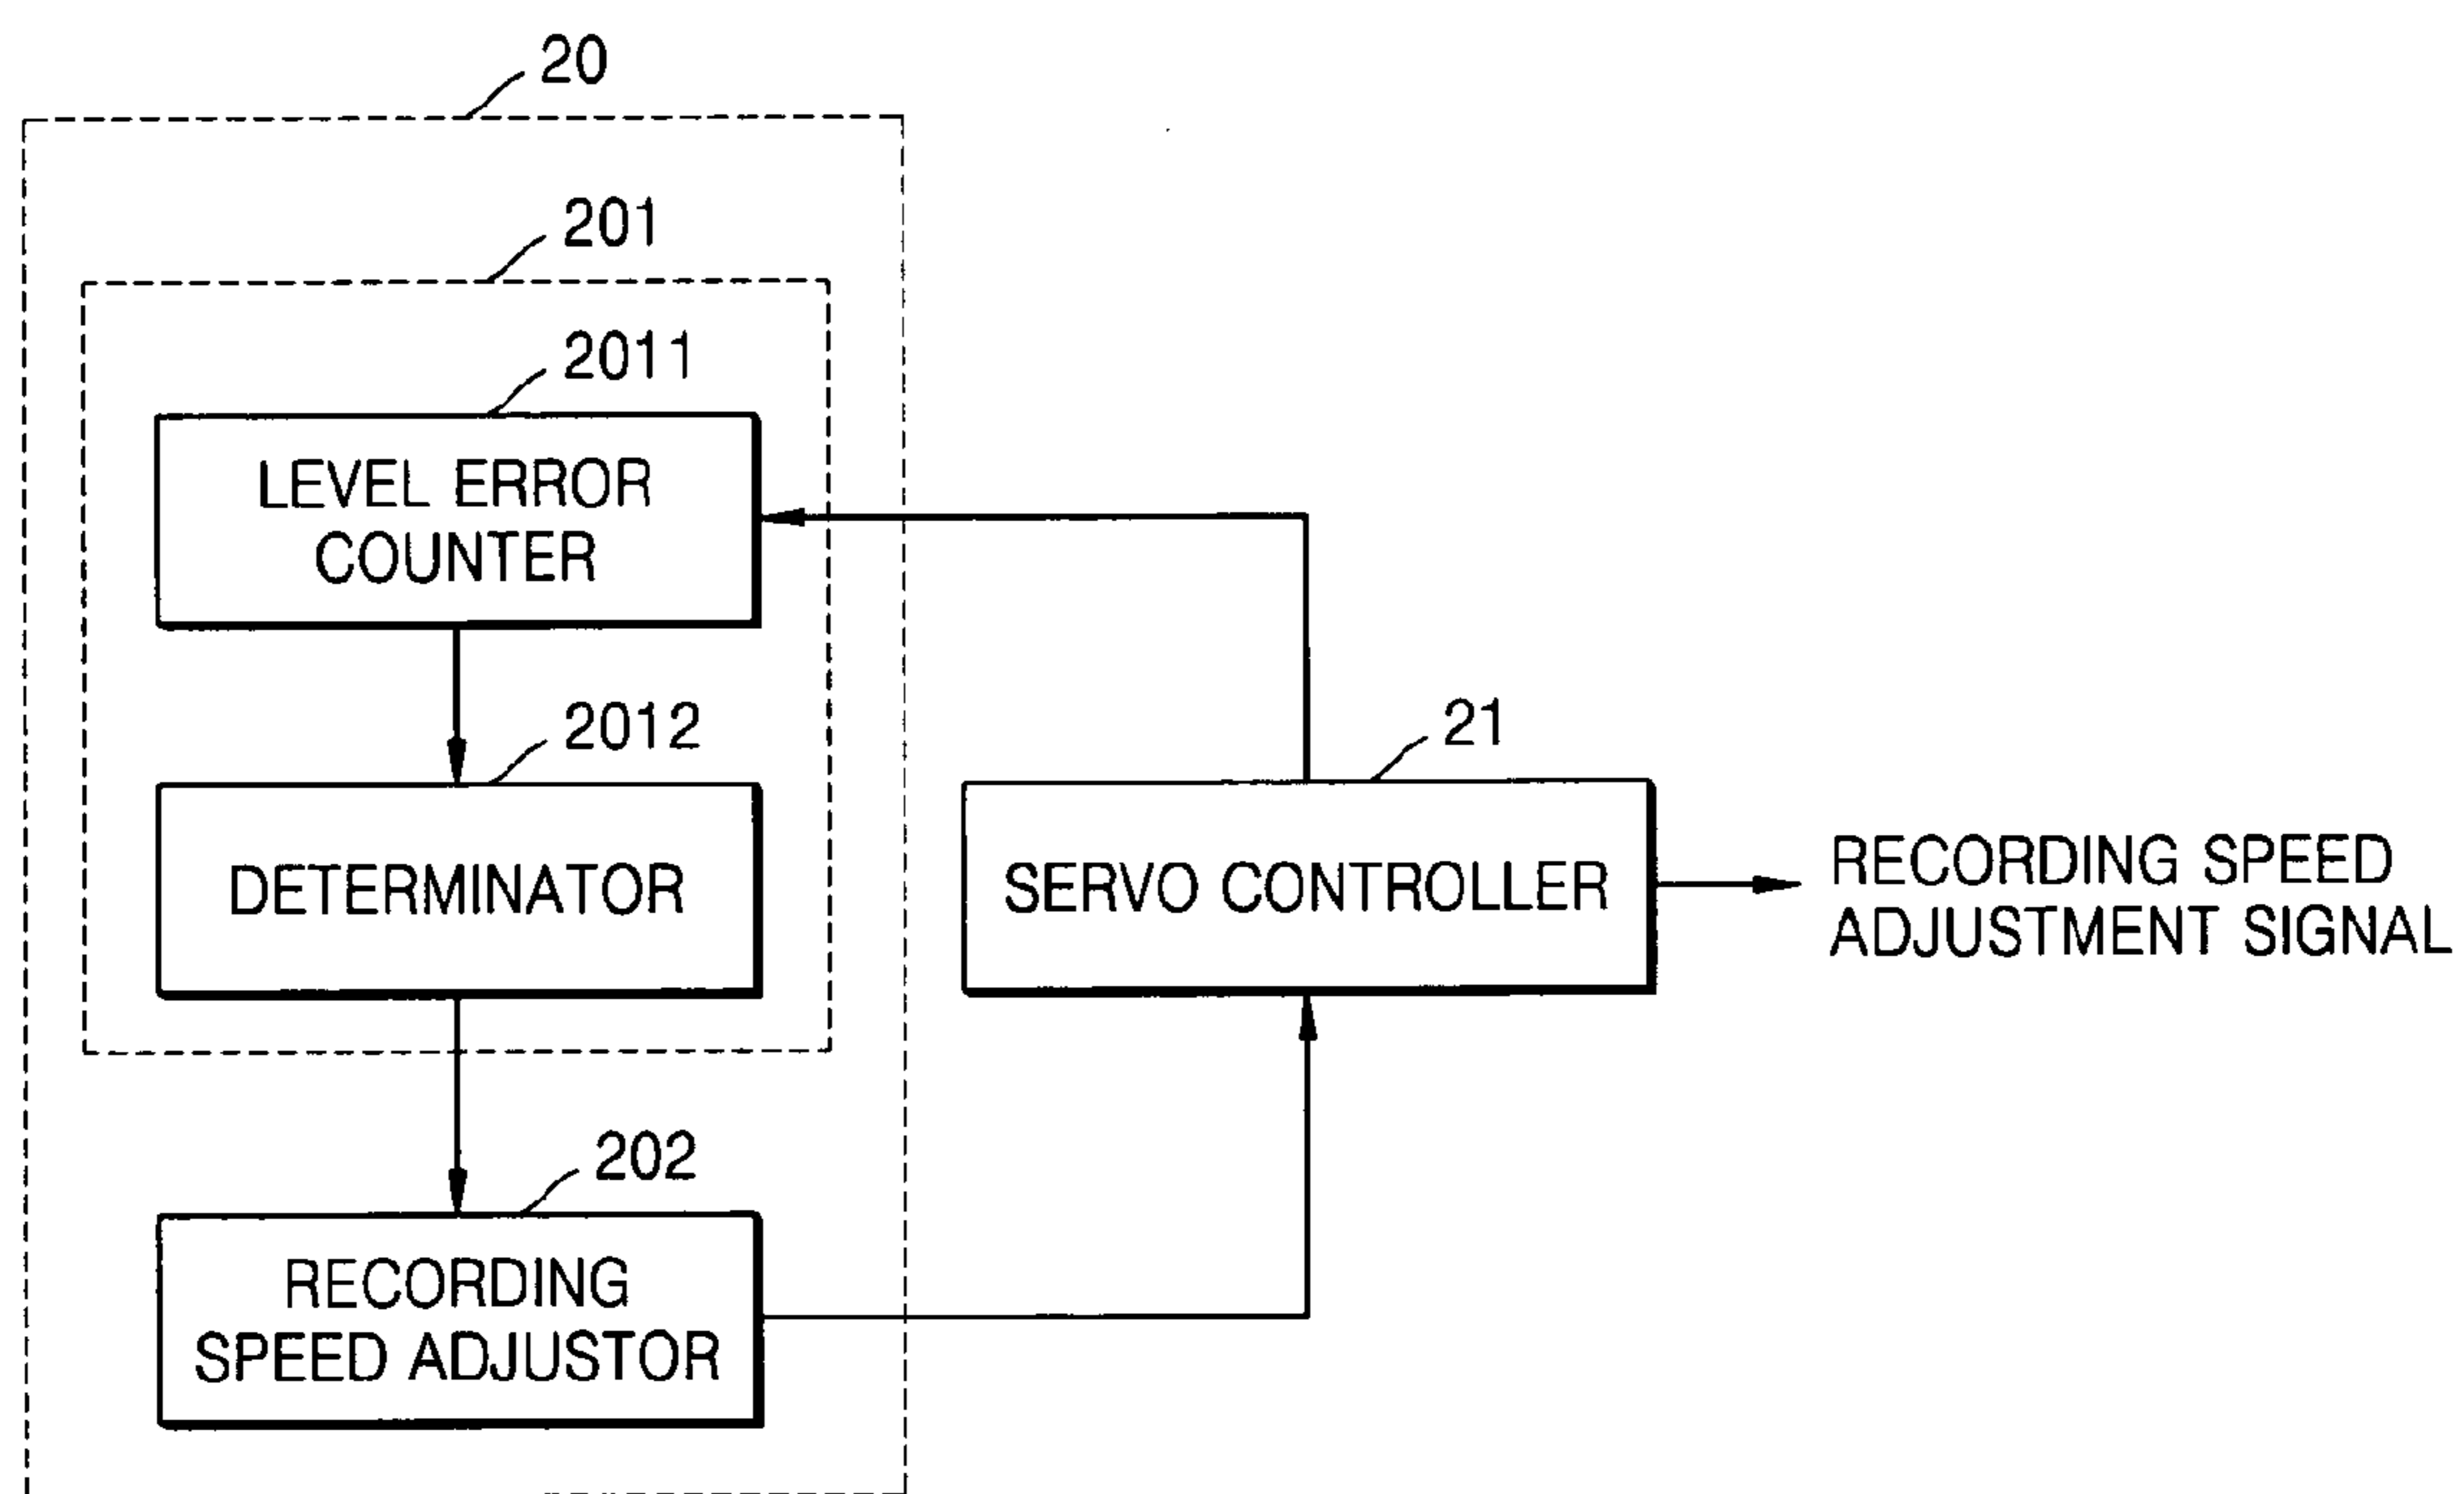 20
201
2011
LEVEL ERROR
COUNTER
2012
DETERMINATOR
21
SERVO CONTROLLER
RECORDING SPEED
ADJUSTMENT SIGNAL
202
RECORDING
SPEED ADJUSTOR